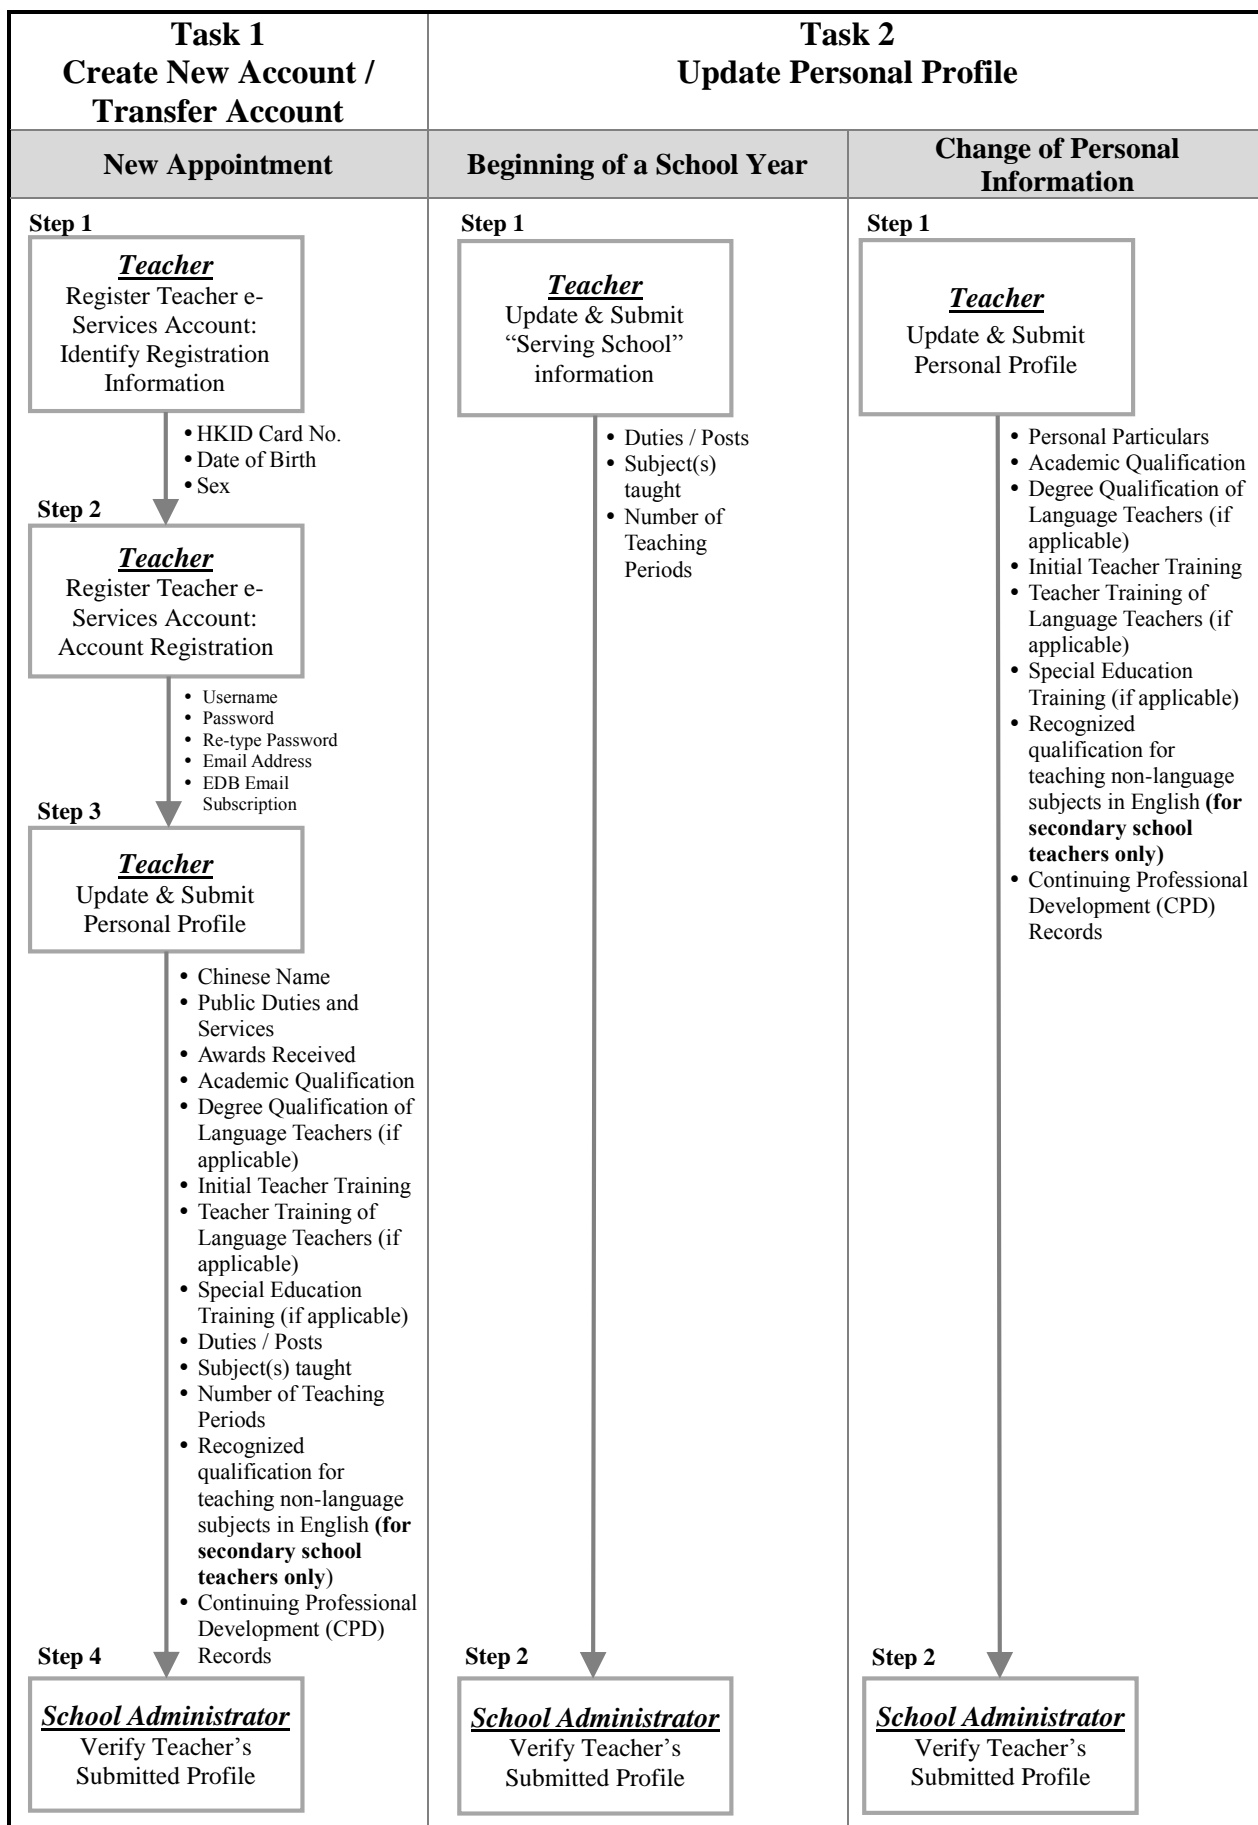 Task 1
Create New Account /
Transfer Account
Task 2
Update Personal Profile
New Appointment
Beginning of a School Year
Change of Personal
Information
Step 1
Teacher
Register Teacher e-
Services Account:
Identify Registration
Information
• HKID Card No.
• Date of Birth
• Sex
Step 2
Teacher
Register Teacher e-
Services Account:
Account Registration
• Username
• Password
• Re-type Password
• Email Address
• EDB Email
Subscription
Step 3
Teacher
Update & Submit
Personal Profile
• Chinese Name
• Public Duties and
Services
• Awards Received
• Academic Qualification
• Degree Qualification of
Language Teachers (if
applicable)
• Initial Teacher Training
• Teacher Training of
Language Teachers (if
applicable)
• Special Education
Training (if applicable)
• Duties / Posts
• Subject(s) taught
• Number of Teaching
Periods
• Recognized
qualification for
teaching non-language
subjects in English (for
secondary school
teachers only)
• Continuing Professional
Development (CPD)
Records
Step 4
School Administrator
Verify Teacher’s
Submitted Profile
Step 1
Teacher
Update & Submit
“Serving School”
information
• Duties / Posts
• Subject(s)
taught
• Number of
Teaching
Periods
Step 2
School Administrator
Verify Teacher’s
Submitted Profile
Step 1
Teacher
Update & Submit
Personal Profile
• Personal Particulars
• Academic Qualification
• Degree Qualification of
Language Teachers (if
applicable)
• Initial Teacher Training
• Teacher Training of
Language Teachers (if
applicable)
• Special Education
Training (if applicable)
• Recognized
qualification for
teaching non-language
subjects in English (for
secondary school
teachers only)
• Continuing Professional
Development (CPD)
Records
Step 2
School Administrator
Verify Teacher’s
Submitted Profile